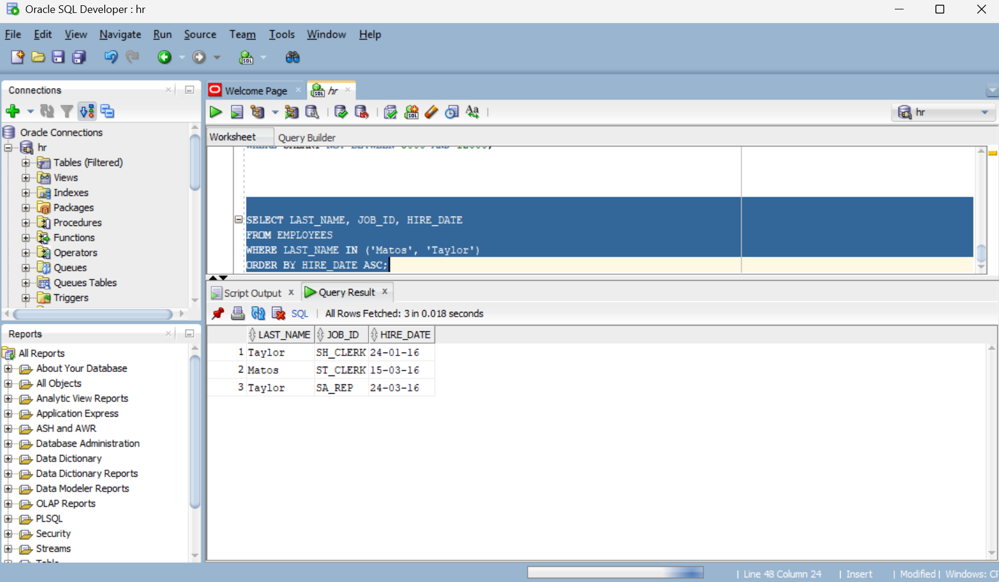 Oracle SQL Developer : hr
File Edit View Navigate Run Source Team Tools Window Help
Connections
Oracle Connections
hr
Tables (Filtered)
Views
Indexes
Packages
Procedures
Functions
Operators
Queues
Queues Tables
Triggers
Reports
All Reports
About Your Database
All Objects
Analytic View Reports
Application Express
ASH and AWR
Database Administration
Data Dictionary
Data Dictionary Reports
Data Modeler Reports
OLAP Reports
PLSQL
Security
Streams
Table
Welcome Page
hr
hr
Worksheet Query Builder
SELECT LAST_NAME, JOB_ID, HIRE_DATE
FROM EMPLOYEES
WHERE LAST_NAME IN ('Matos', 'Taylor')
ORDER BY HIRE_DATE ASC;
Script Output x Query Result x
SQL | All Rows Fetched: 3 in 0.018 seconds
LAST_NAME JOB_ID HIRE_DATE
1 Taylor SH_CLERK 24-01-16
2 Matos ST_CLERK 15-03-16
3 Taylor SA_REP 24-03-16
| Line 48 Column 24 | Insert | Modified | Windows: CF